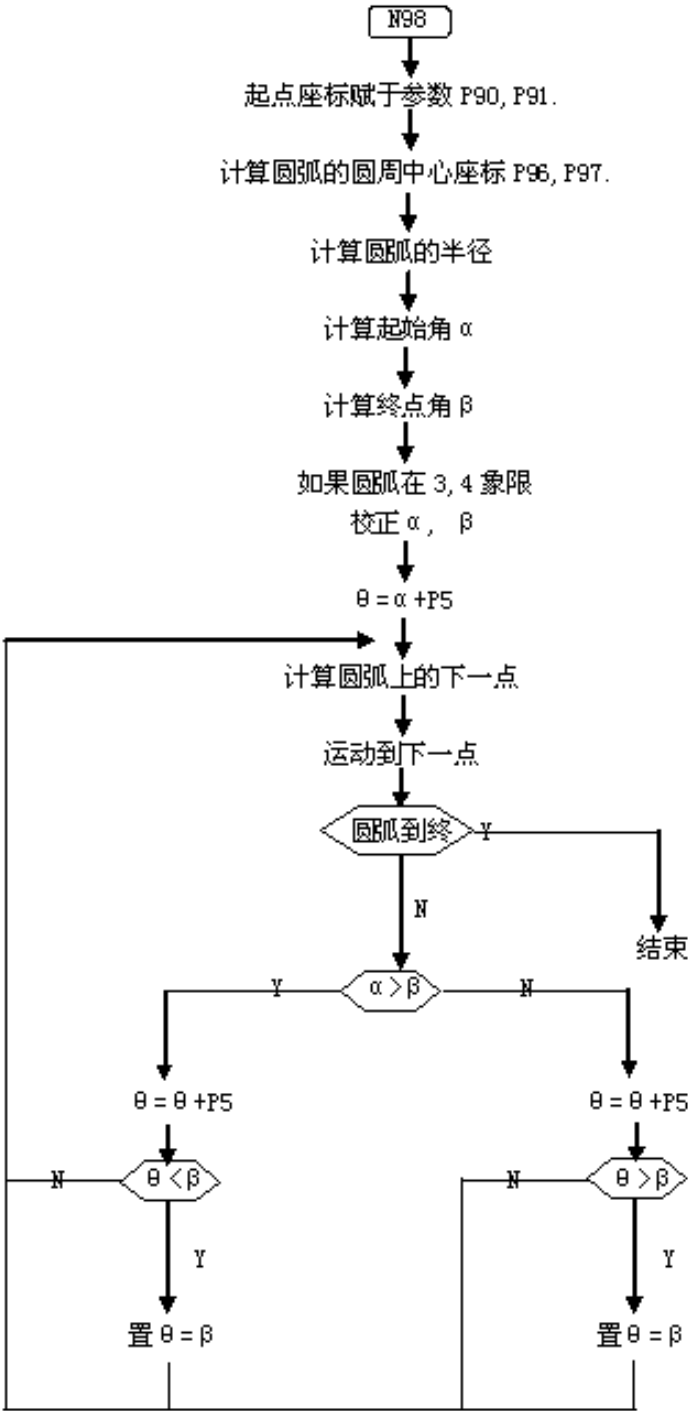 N98
起点座标赋于参数 P90, P91.
计算圆弧的圆周中心座标 P96, P97.
计算圆弧的半径
计算起始角 α
计算终点角 β
如果圆弧在 3, 4 象限
校正 α, β
θ = α +P5
计算圆弧上的下一点
运动到下一点
圆弧到终 Y
N
结束
Y α > β N
θ = θ +P5 θ = θ +P5
N θ < β N θ > β
Y Y
置 θ = β 置 θ = β